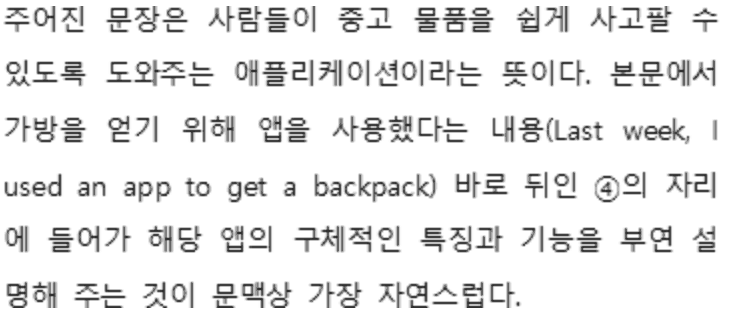 주어진 문장은 사람들이 중고 물품을 쉽게 사고팔 수
있도록 도와주는 애플리케이션이라는 뜻이다. 본문에서
가방을 얻기 위해 앱을 사용했다는 내용(Last week, I
used an app to get a backpack) 바로 뒤인 ④의 자리
에 들어가 해당 앱의 구체적인 특징과 기능을 부연 설
명해 주는 것이 문맥상 가장 자연스럽다.